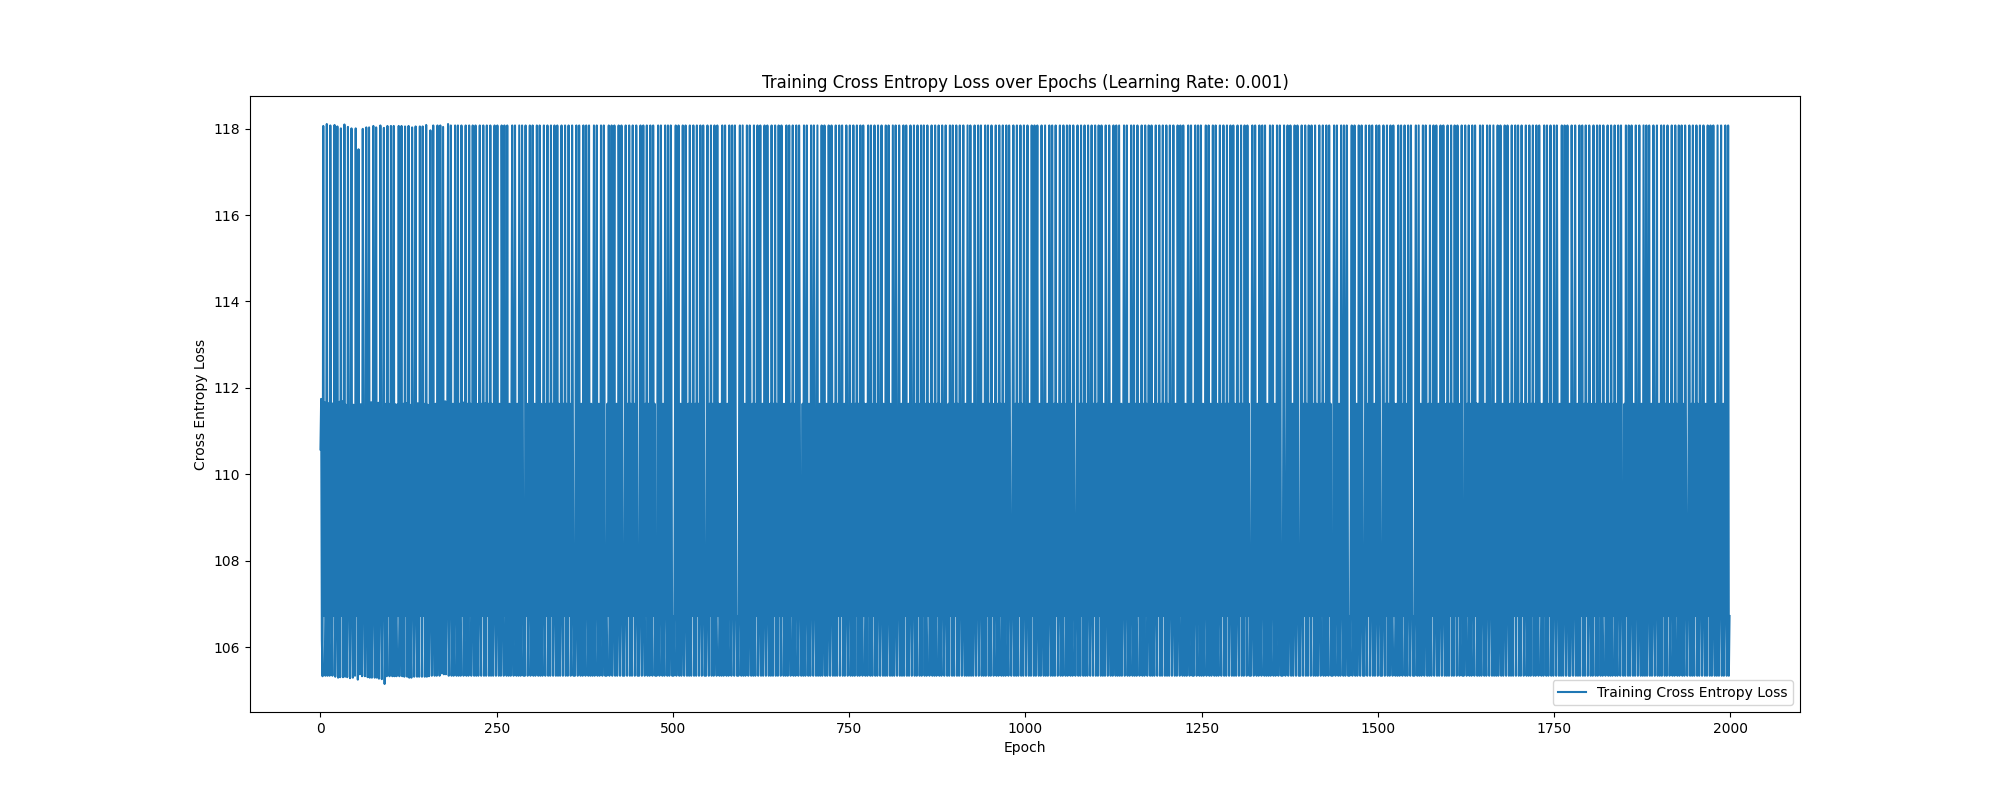 Training Cross Entropy Loss over Epochs (Learning Rate: 0.001)
118
116
114
112
110
108
106
Cross Entropy Loss
Training Cross Entropy Loss
0 250 500 750 1000 1250 1500 1750 2000
Epoch